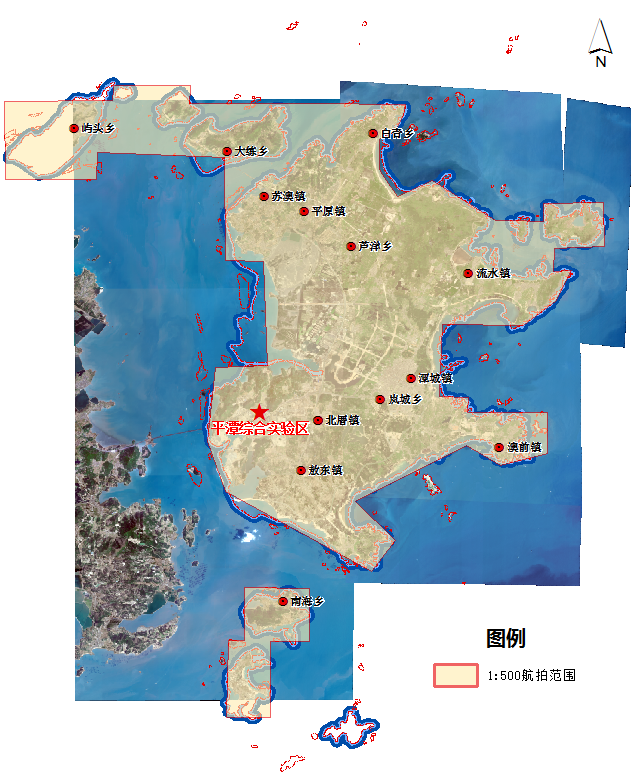 N
屿头乡
白青乡
大练乡
苏澳镇
平原镇
芦洋乡
流水镇
潭城镇
岚城乡
平潭综合实验区
北厝镇
澳前镇
敖东镇
南海乡
图例
1:500航拍范围